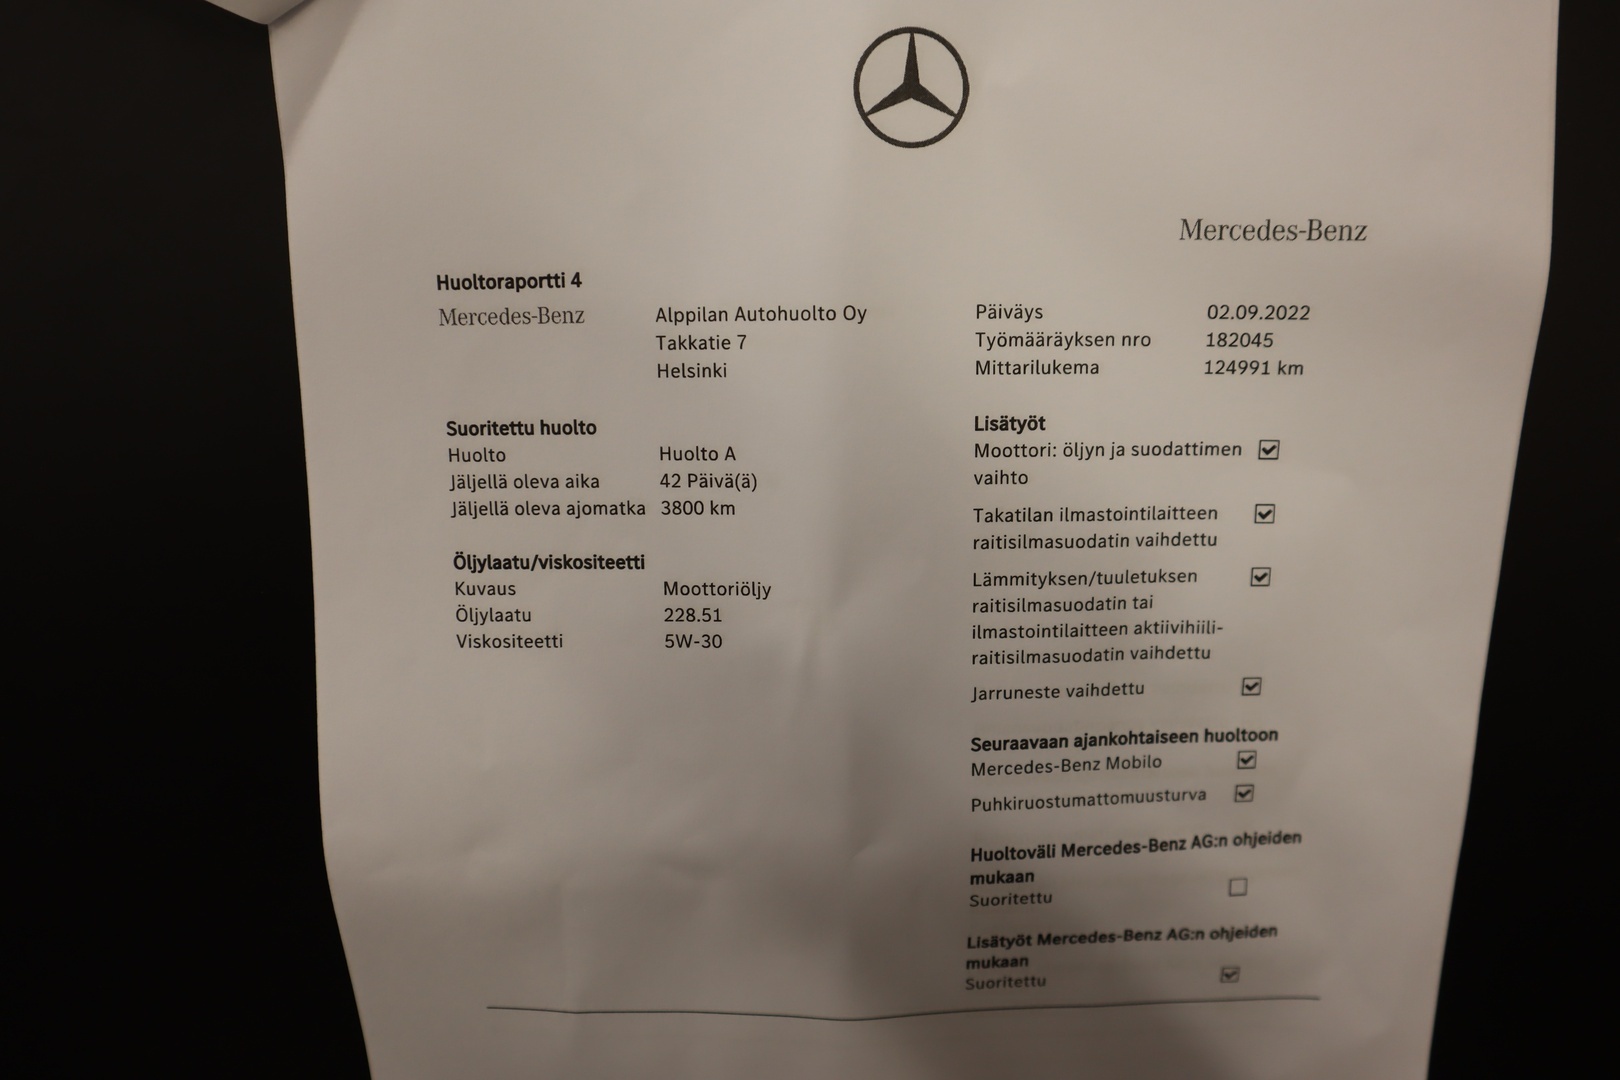 Mercedes-Benz
Huoltoraportti 4
Mercedes-Benz
Alppilan Autohuolto Oy
Takkatie 7
Helsinki
Päiväys 02.09.2022
Työmääräyksen nro 182045
Mittarilukema 124991 km
Suoritettu huolto
Huolto Huolto A
Jäljellä oleva aika 42 Päivä(ä)
Jäljellä oleva ajomatka 3800 km
Öljylaatu/viskositeetti
Kuvaus Moottoriöljy
Öljylaatu 228.51
Viskositeetti 5W-30
Lisätyöt
Moottori: öljyn ja suodattimen
vaihto
Takatilan ilmastointilaitteen
raitisilmasuodatin vaihdettu
Lämmityksen/tuuletuksen
raitisilmasuodatin tai
ilmastointilaitteen aktiivihiili-
raitisilmasuodatin vaihdettu
Jarruneste vaihdettu
Seuraavaan ajankohtaiseen huoltoon
Mercedes-Benz Mobilo
Puhkiruostumattomuusturva
Huoltoväli Mercedes-Benz AG:n ohjeiden
mukaan
Suoritettu
Lisätyöt Mercedes-Benz AG:n ohjeiden
mukaan
Suoritettu